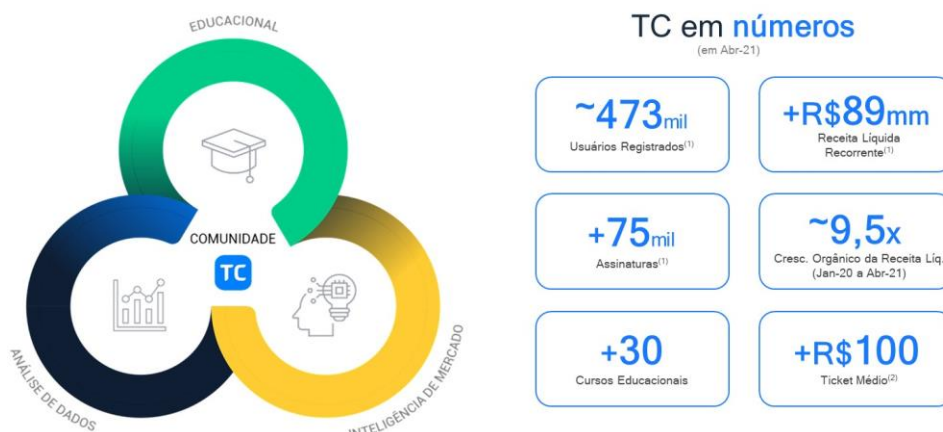 EDUCACIONAL
COMUNIDADE
TC
ANÁLISE DE DADOS
INTELIGÊNCIA DE MERCADO
TC em números
(em Abr-21)
~473mil
Usuários Registrados(1)
+R$89mm
Receita Líquida
Recorrente(1)
+75mil
Assinaturas(1)
~9,5x
Cresc. Orgânico da Receita Líq.
(Jan-20 a Abr-21)
+30
Cursos Educacionais
+R$100
Ticket Médio(2)